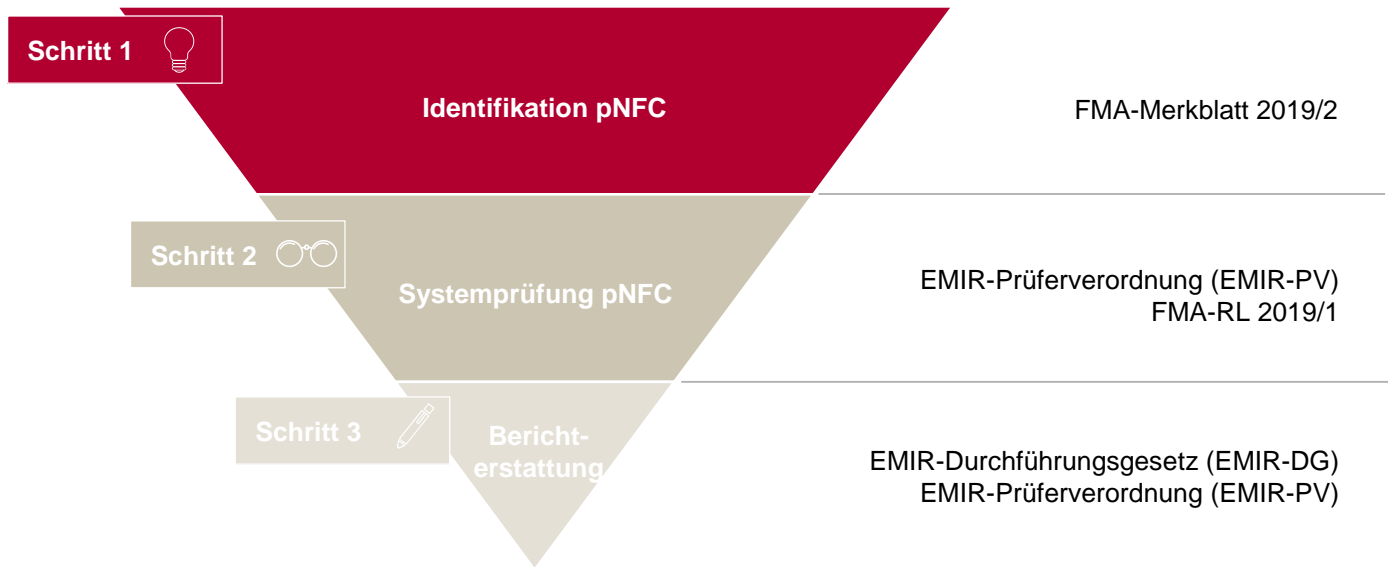 Schritt 1
Identifikation pNFC
FMA-Merkblatt 2019/2
Schritt 2
Systemprüfung pNFC
EMIR-Prüferverordnung (EMIR-PV)
FMA-RL 2019/1
Schritt 3
Bericht-
erstattung
EMIR-Durchführungsgesetz (EMIR-DG)
EMIR-Prüferverordnung (EMIR-PV)